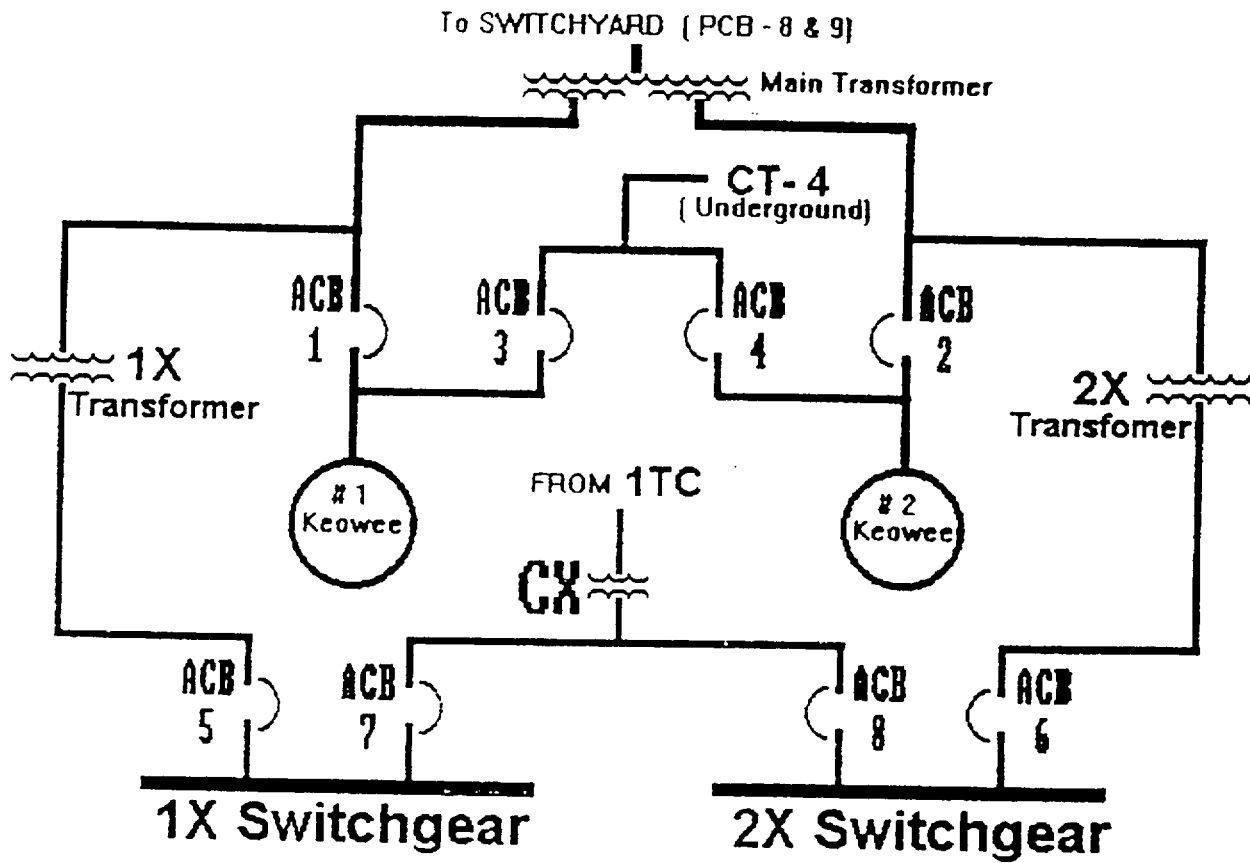 To SWITCHYARD ( PCB - 8 & 9)
Main Transformer
CT- 4
( Underground)
ACB
1
ACB
3
ACB
4
ACB
2
1X
Transformer
2X
Transfomer
# 1
Keowee
FROM 1TC
# 2
Keowee
CX
ACB
5
ACB
7
ACB
8
ACB
6
1X Switchgear
2X Switchgear